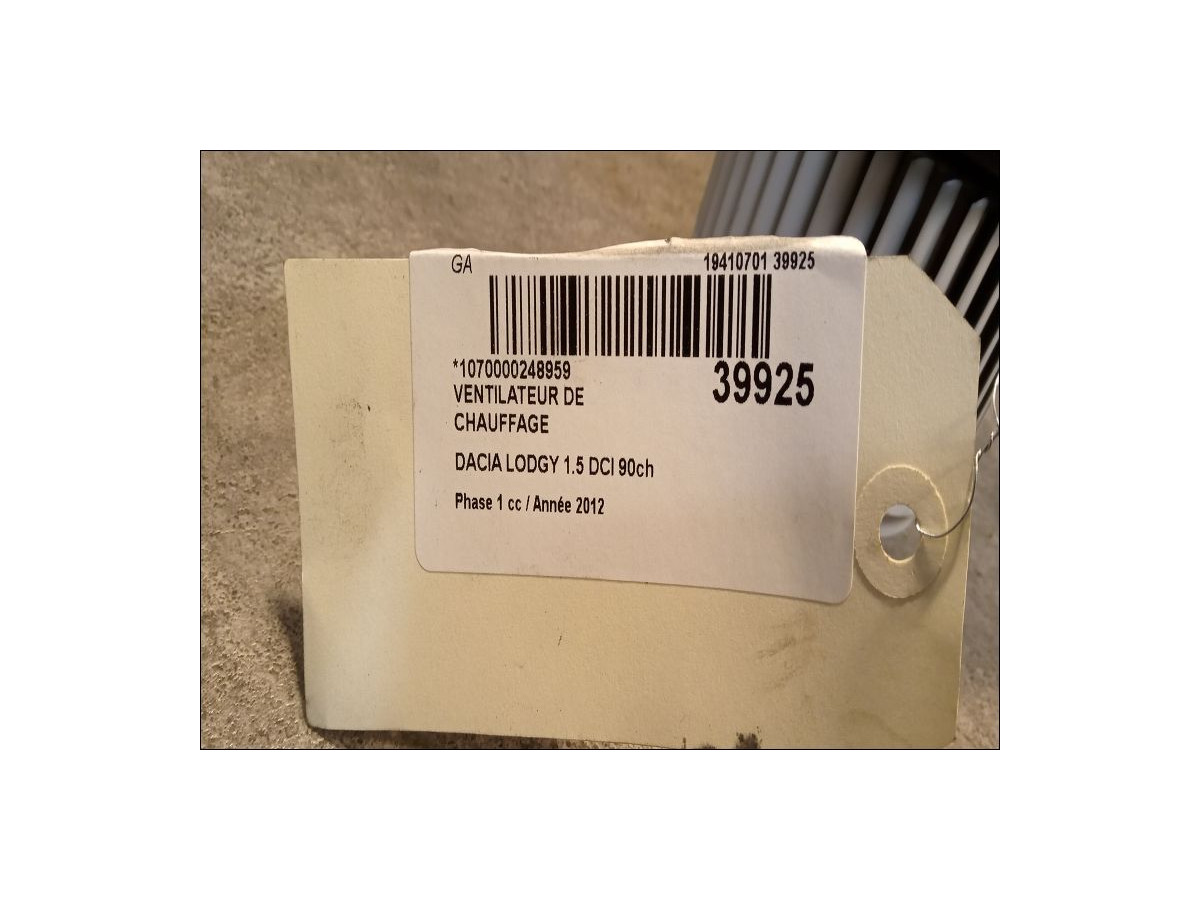 GA 19410701 39925
*1070000248959
39925
VENTILATEUR DE
CHAUFFAGE
DACIA LODGY 1.5 DCI 90ch
Phase 1 cc / Année 2012